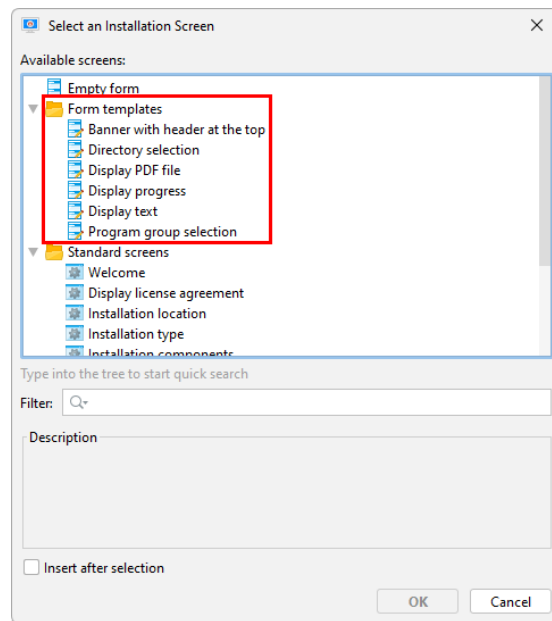 Select an Installation Screen
Available screens:
Empty form
Form templates
Banner with header at the top
Directory selection
Display PDF file
Display progress
Display text
Program group selection
Standard screens
Welcome
Display license agreement
Installation location
Installation type
Installation components
Type into the tree to start quick search
Filter:
Description
Insert after selection
OK
Cancel